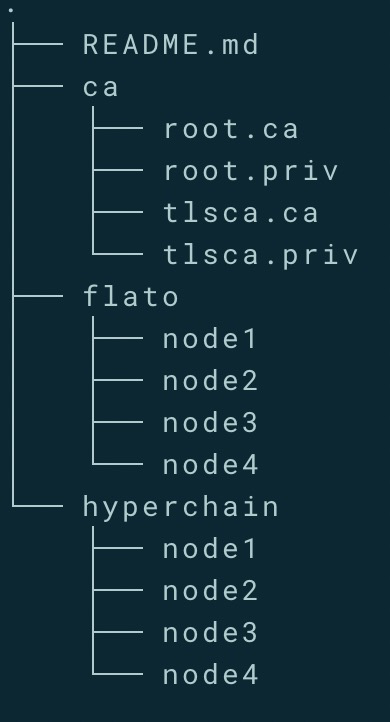 .
README.md
ca
root.ca
root.priv
tlsca.ca
tlsca.priv
flato
node1
node2
node3
node4
hyperchain
node1
node2
node3
node4